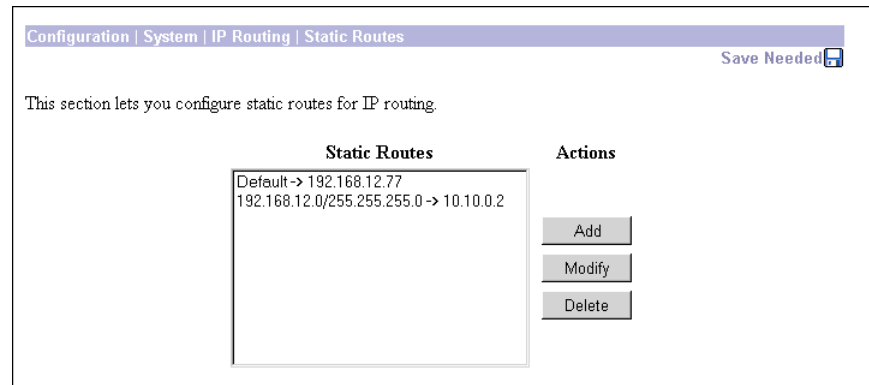 Configuration | System | IP Routing | Static Routes
Save Needed
This section lets you configure static routes for IP routing.
Static Routes
Actions
Default -> 192.168.12.77
192.168.12.0/255.255.255.0 -> 10.10.0.2
Add
Modify
Delete